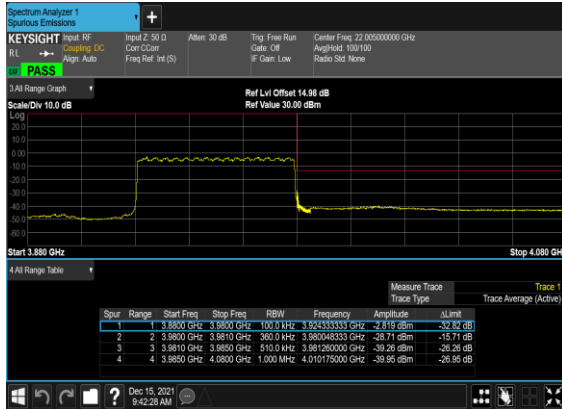 Spectrum Analyzer 1
Spurious Emissions
+
KEYSIGHT Input: RF Input Z: 50 Ω Atten: 30 dB Trig: Free Run Center Freq: 22.005000000 GHz
RL Coupling: DC Corr CCorr Gate: Off Avg|Hold: 100/100
Align: Auto Freq Ref: Int (S) IF Gain: Low Radio Std: None
LW PASS
3 All Range Graph Ref Lvl Offset 14.98 dB
Scale/Div 10.0 dB Ref Value 30.00 dBm
Log
20.0
10.0
0.00
-10.0
-20.0
-30.0
-40.0
-50.0
-60.0
Start 3.880 GHz Stop 4.080 GH
4 All Range Table
Measure Trace Trace 1
Trace Type Trace Average (Active)
Spur Range Start Freq Stop Freq RBW Frequency Amplitude ΔLimit
1 1 3.8800 GHz 3.9800 GHz 100.0 kHz 3.924333333 GHz -2.819 dBm -32.82 dB
2 2 3.9800 GHz 3.9810 GHz 360.0 kHz 3.980048333 GHz -28.71 dBm -15.71 dB
3 3 3.9810 GHz 3.9850 GHz 510.0 kHz 3.981260000 GHz -39.26 dBm -26.26 dB
4 4 3.9850 GHz 4.0800 GHz 1.000 MHz 4.010175000 GHz -39.95 dBm -26.95 dB
? Dec 15, 2021
9:42:28 AM